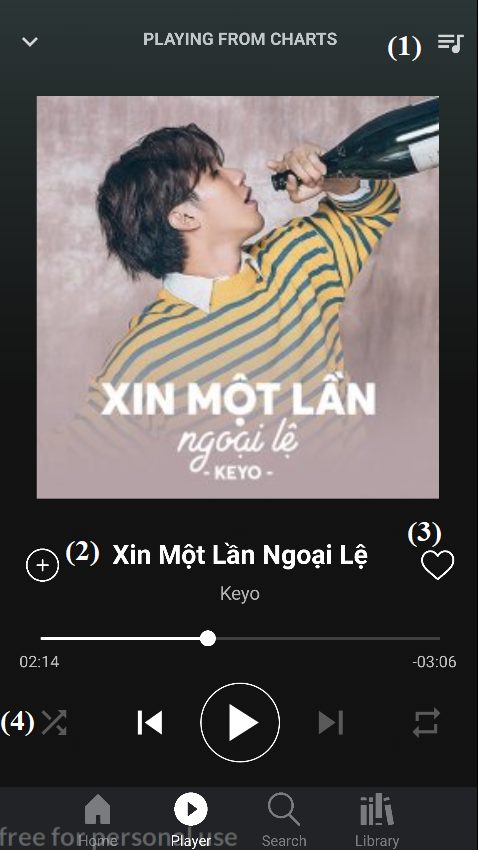 PLAYING FROM CHARTS
(1)
XIN MỘT LẦN
ngoại lệ
- KEYO -
(3)
(2) Xin Một Lần Ngoại Lệ
Keyo
02:14 -03:06
(4)
Home Player Search Library
free for personal use